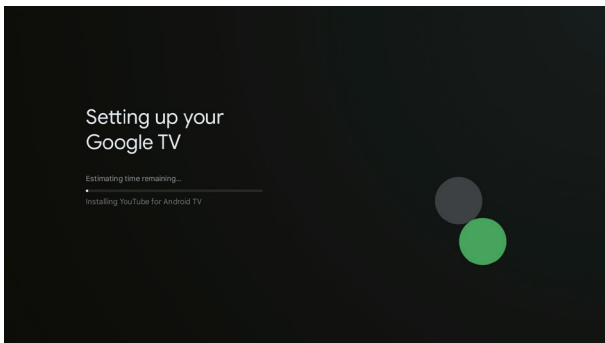 Setting up your
Google TV
Estimating time remaining...
Installing YouTube for Android TV